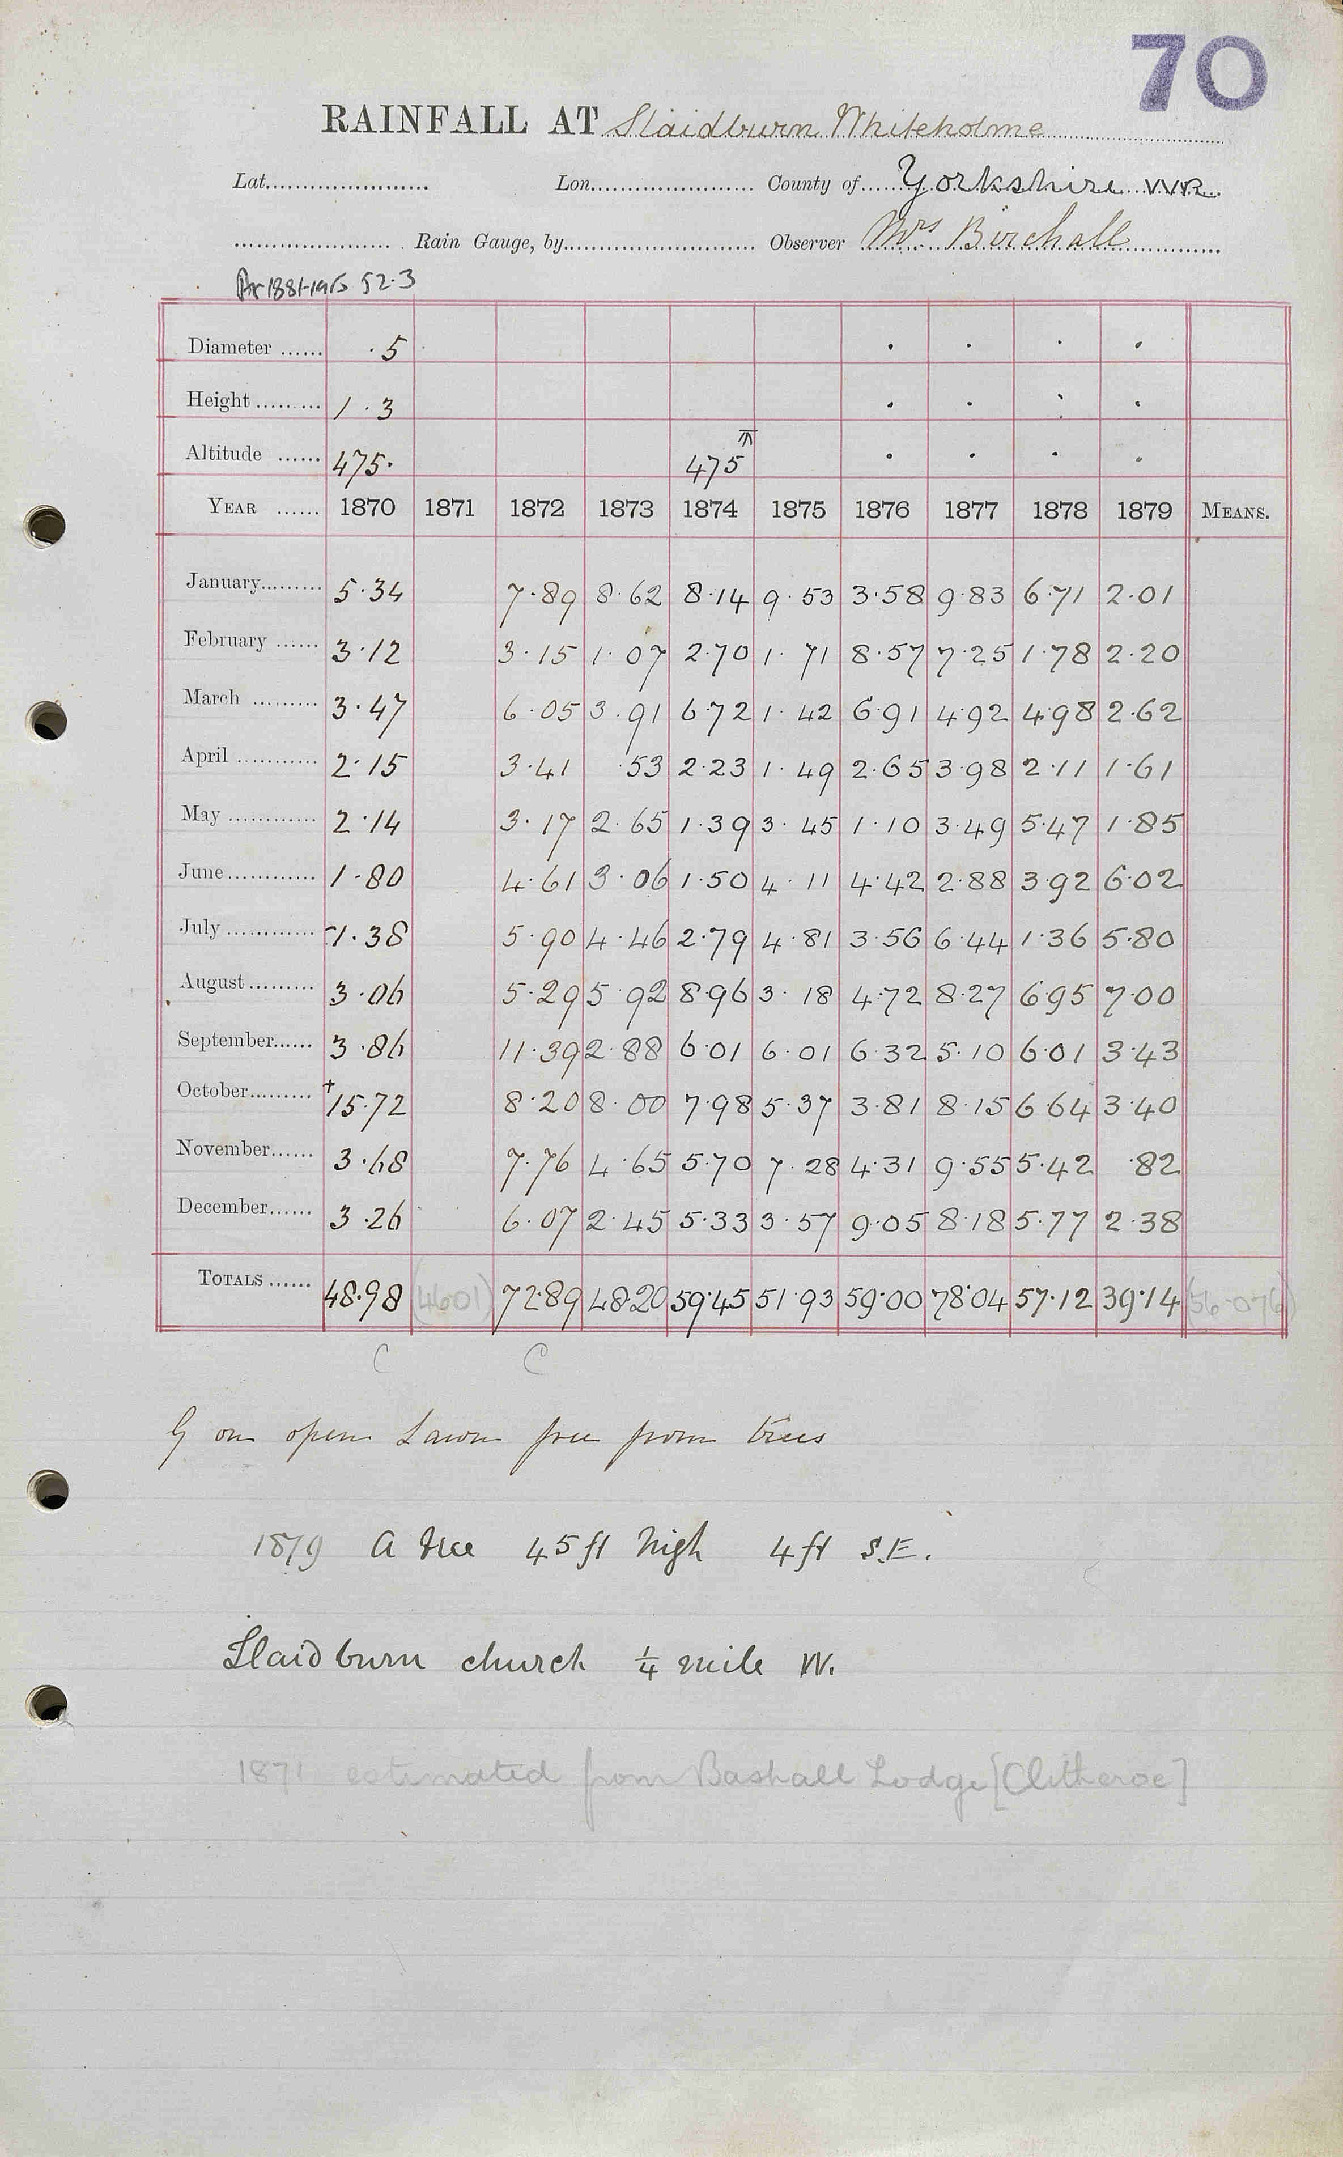 70
RAINFALL AT Slaidburn Whiteholme
Lat. Lon. County of Yorkshire WR
Rain Gauge, by Observer Mrs Birchall
Av 1881-1915 52.3
Diameter 5
Height 1.3
Altitude 475. 475
YEAR 1870 1871 1872 1873 1874 1875 1876 1877 1878 1879 MEANS.
January 5.34 7.89 8.62 8.14 9.53 3.58 9.83 6.71 2.01
February 3.12 3.15 1.07 2.70 1.71 8.57 7.25 1.78 2.20
March 3.47 6.05 3.91 6.72 1.42 6.91 4.92 4.98 2.62
April 2.15 3.41 .53 2.23 1.49 2.65 3.98 2.11 1.61
May 2.14 3.17 2.65 1.39 3.45 1.10 3.49 5.47 1.85
June 1.80 4.61 3.06 1.50 4.11 4.42 2.88 3.92 6.02
July -1.38 5.90 4.46 2.79 4.81 3.56 6.44 1.36 5.80
August 3.06 5.29 5.92 8.96 3.18 4.72 8.27 6.95 7.00
September 3.86 11.39 2.88 6.01 6.01 6.32 5.10 6.01 3.43
October +15.72 8.20 8.00 7.98 5.37 3.81 8.15 6.64 3.40
November 3.68 7.76 4.65 5.70 7.28 4.31 9.55 5.42 .82
December 3.26 6.07 2.45 5.33 3.57 9.05 8.18 5.77 2.38
TOTALS 48.98 (46.01) 72.89 48.20 59.45 51.93 59.00 78.04 57.12 39.14 (56.076)
C C
G on open Lawn free from trees
1879 A tree 45 ft high 4 ft S.E.
Slaidburn church ¼ mile W.
1871 estimated from Bashall Lodge [Clitheroe]